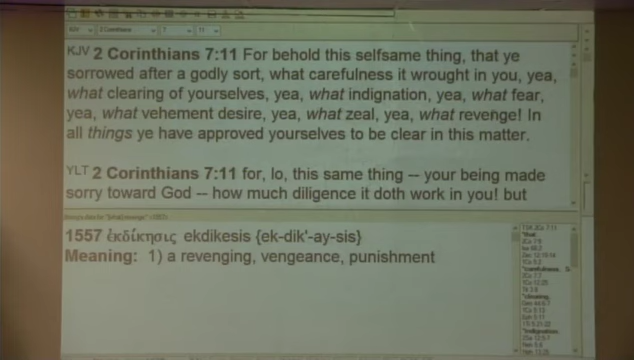 KJV 2 Corinthians 7:11 For behold this selfsame thing, that ye
sorrowed after a godly sort, what carefulness it wrought in you, yea,
what clearing of yourselves, yea, what indignation, yea, what fear,
yea, what vehement desire, yea, what zeal, yea, what revenge! In
all things ye have approved yourselves to be clear in this matter.
YLT 2 Corinthians 7:11 for, lo, this same thing -- your being made
sorry toward God -- how much diligence it doth work in you! but
1557 ἐκδίκησις ekdikesis {ek-dik'-ay-sis}
Meaning: 1) a revenging, vengeance, punishment